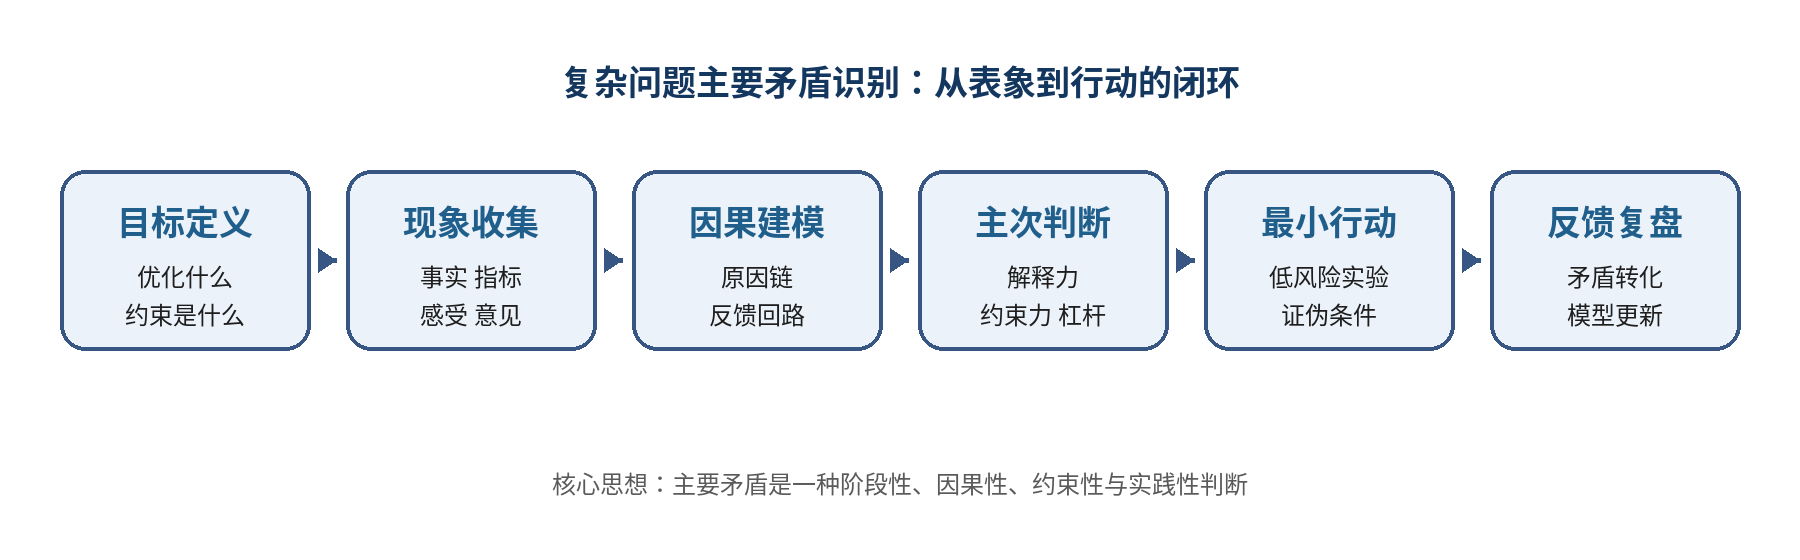 复杂问题主要矛盾识别：从表象到行动的闭环
目标定义
优化什么
约束是什么
现象收集
事实 指标
感受 意见
因果建模
原因链
反馈回路
主次判断
解释力
约束力 杠杆
最小行动
低风险实验
证伪条件
反馈复盘
矛盾转化
模型更新
核心思想：主要矛盾是一种阶段性、因果性、约束性与实践性判断